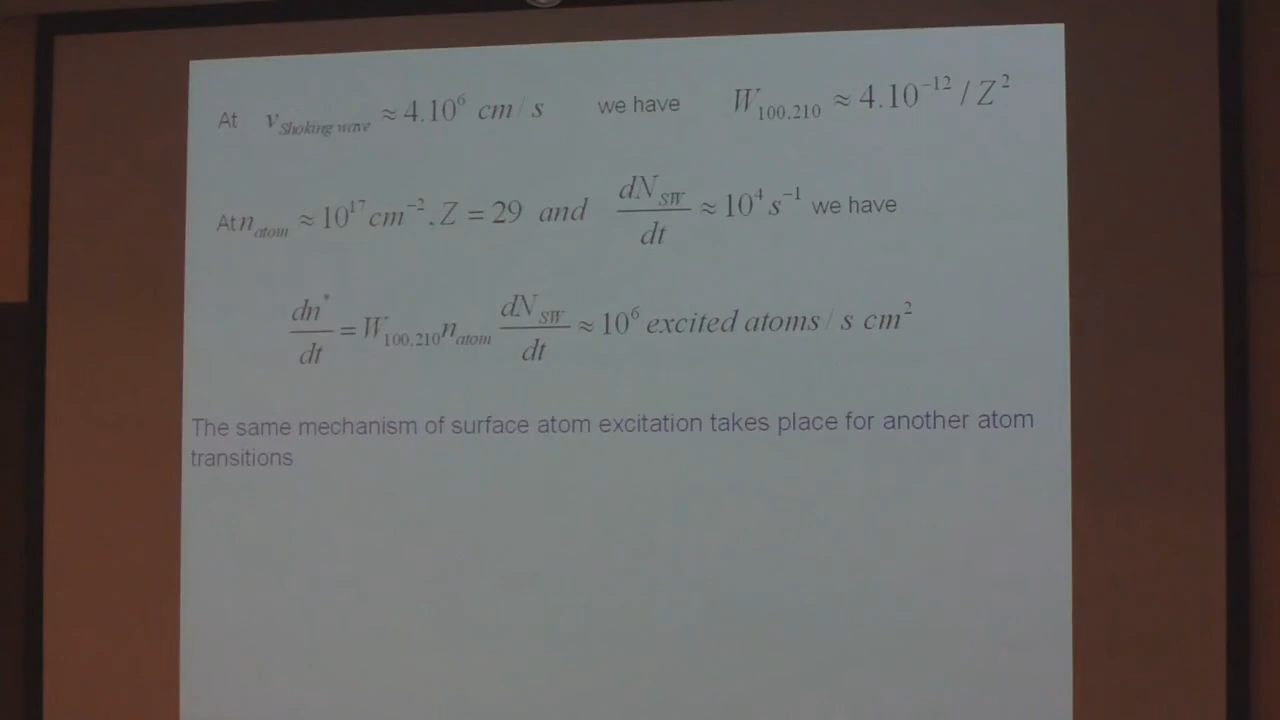 At v_Shoking wave ≈ 4.10^6 cm/s we have W_100.210 ≈ 4.10^−12 / Z^2
At n_atom ≈ 10^17 cm^−2 . Z = 29 and dN_SW/dt ≈ 10^4 s^−1 we have
dn^*/dt = W_100.210 n_atom dN_SW/dt ≈ 10^6 excited atoms / s cm^2
The same mechanism of surface atom excitation takes place for another atom
transitions